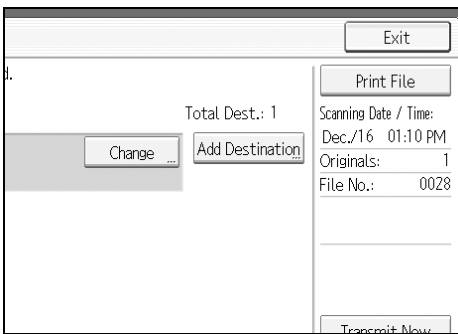 Exit
d.
Print File
Total Dest.: 1
Scanning Date / Time:
Dec./16 01:10 PM
Change ...
Add Destination...
Originals: 1
File No.: 0028
Transmit Now